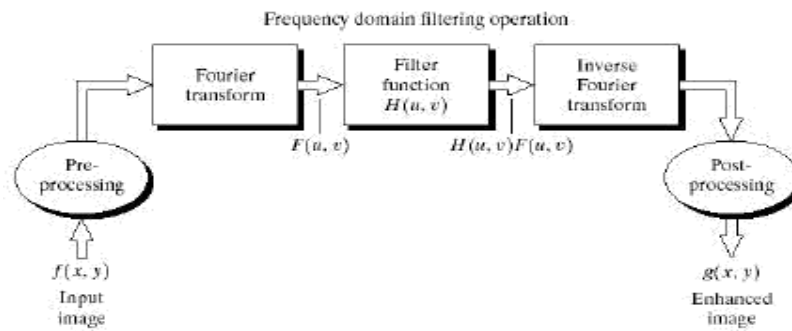 Frequency domain filtering operation
Fourier
transform
Filter
function
H(u, v)
Inverse
Fourier
transform
F(u, v)
H(u, v)F(u, v)
Pre-
processing
Post-
processing
f(x, y)
Input
image
g(x, y)
Enhanced
image